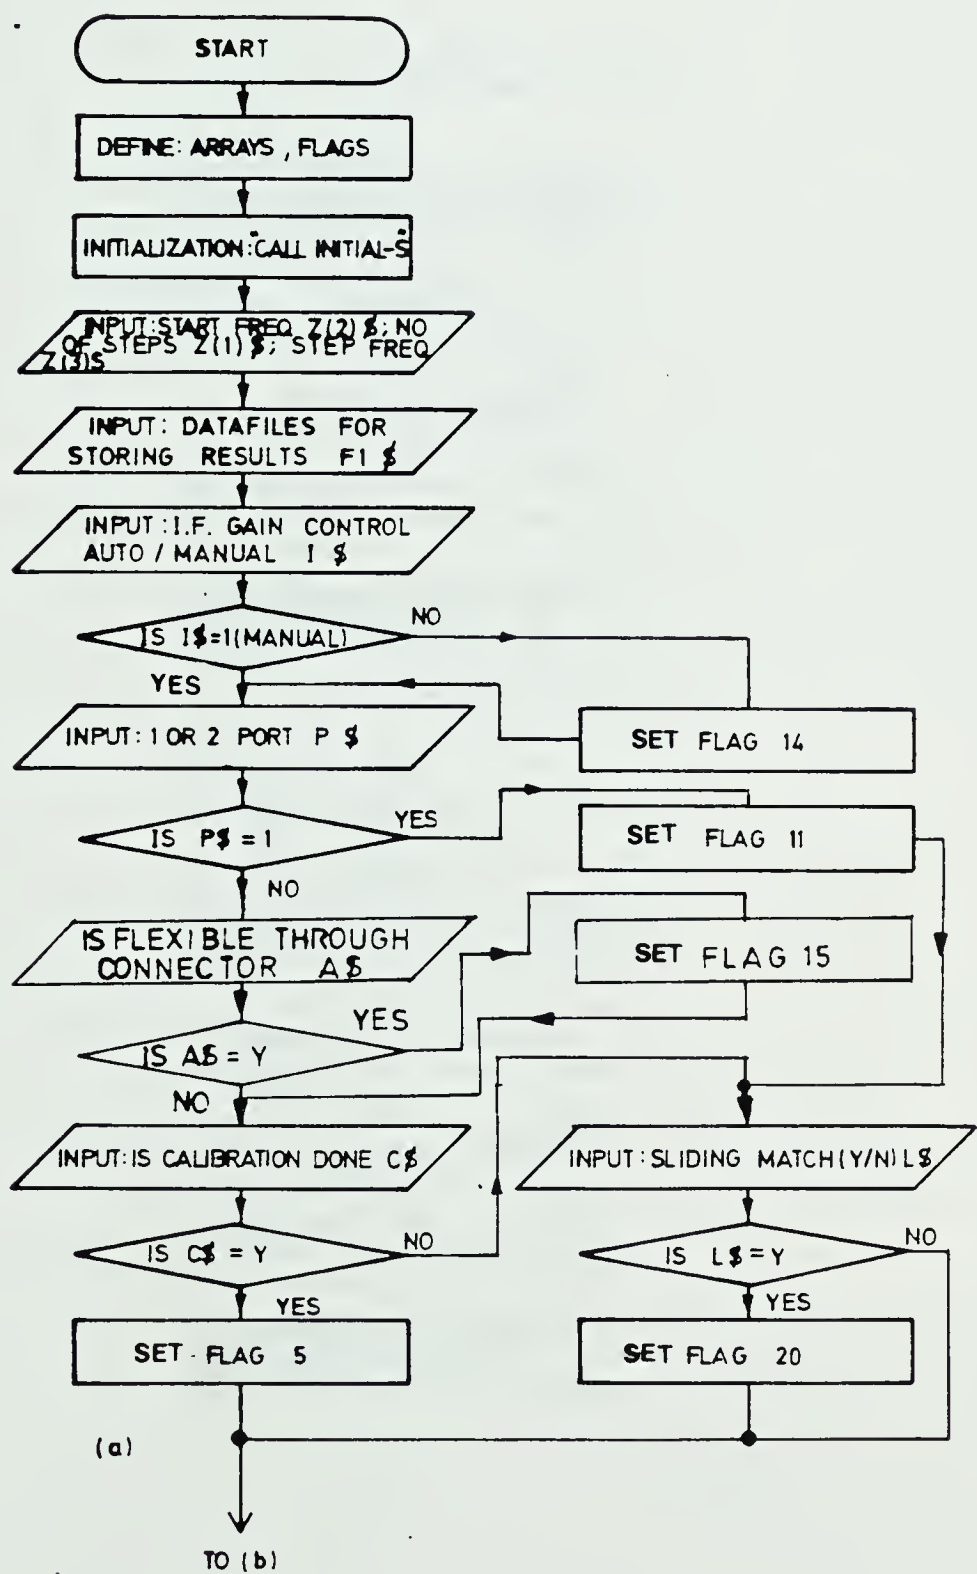 START
DEFINE: ARRAYS, FLAGS
INITIALIZATION: "CALL INITIAL-S"
INPUT: START FREQ Z(2) $; NO
OF STEPS Z(1) $; STEP FREQ
Z(3)S
INPUT: DATAFILES FOR
STORING RESULTS F1 $
INPUT: I.F. GAIN CONTROL
AUTO / MANUAL I $
IS I$=1(MANUAL)
NO
YES
INPUT: 1 OR 2 PORT P $
SET FLAG 14
IS P$ = 1
YES
SET FLAG 11
NO
IS FLEXIBLE THROUGH
CONNECTOR A$
SET FLAG 15
YES
IS A$ = Y
NO
INPUT: IS CALIBRATION DONE C$
INPUT: SLIDING MATCH (Y/N) L$
IS C$ = Y
NO
IS L$=Y
NO
YES
YES
SET FLAG 5
SET FLAG 20
(a)
TO (b)